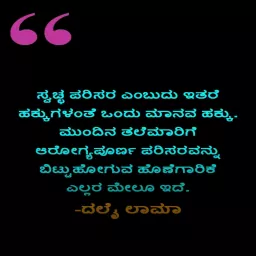 ಸ್ವಚ್ಛ ಪರಿಸರ ಎಂಬುದು ಇತರೆ
ಹಕ್ಕುಗಳಂತೆ ಒಂದು ಮಾನವ ಹಕ್ಕು.
ಮುಂದಿನ ತಲೆಮಾರಿಗೆ
ಆರೋಗ್ಯಪೂರ್ಣ ಪರಿಸರವನ್ನು
ಬಿಟ್ಟುಹೋಗುವ ಹೊಣೆಗಾರಿಕೆ
ಎಲ್ಲರ ಮೇಲೂ ಇದೆ.
-ದಲೈ ಲಾಮಾ